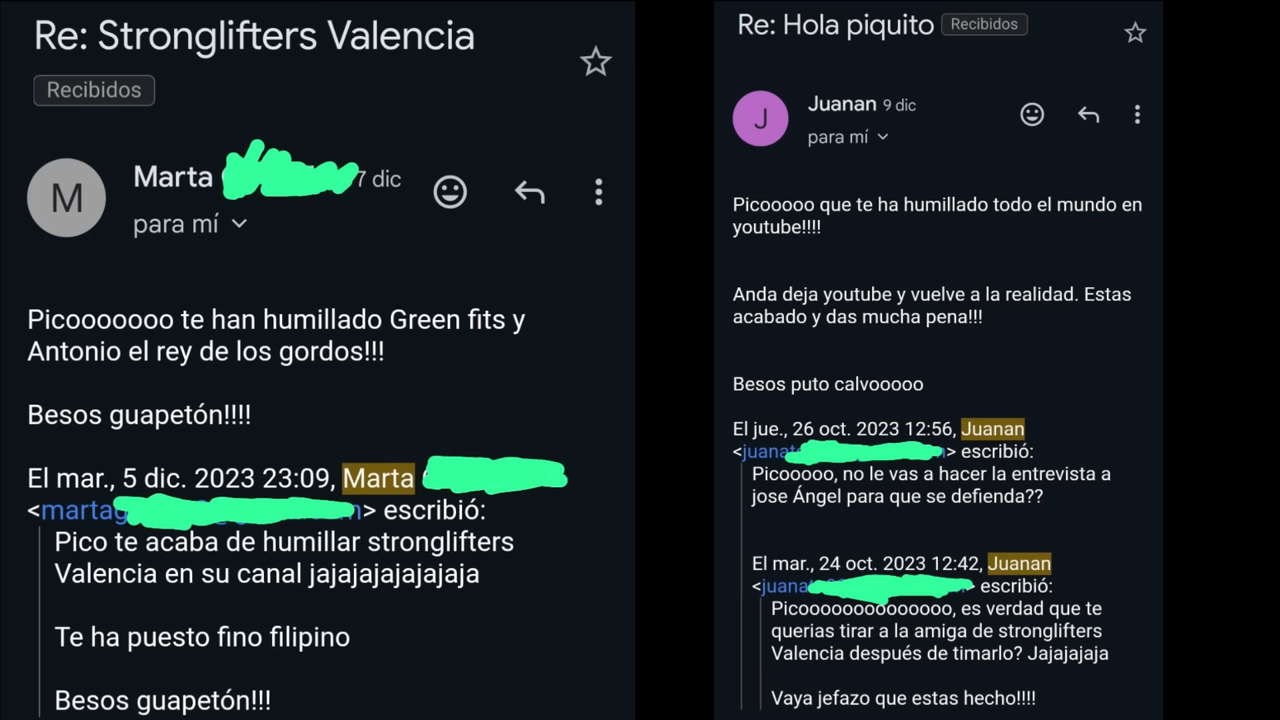 Re: Stronglifters Valencia
Recibidos
M
Marta
7 dic
para mí
Picooooooo te han humillado Green fits y
Antonio el rey de los gordos!!!
Besos guapetón!!!!
El mar., 5 dic. 2023 23:09, Marta
<martag m> escribió:
Pico te acaba de humillar stronglifters
Valencia en su canal jajajajajajajaja
Te ha puesto fino filipino
Besos guapetón!!!
Re: Hola piquito
Recibidos
J
Juanan 9 dic
para mí
Picooooo que te ha humillado todo el mundo en
youtube!!!!
Anda deja youtube y vuelve a la realidad. Estas
acabado y das mucha pena!!!
Besos puto calvooooo
El jue., 26 oct. 2023 12:56, Juanan
<juanat > escribió:
Picooooo, no le vas a hacer la entrevista a
jose Ángel para que se defienda??
El mar., 24 oct. 2023 12:42, Juanan
<juana > escribió:
Picoooooooooooooo, es verdad que te
querias tirar a la amiga de stronglifters
Valencia después de timarlo? Jajajajaja
Vaya jefazo que estas hecho!!!!